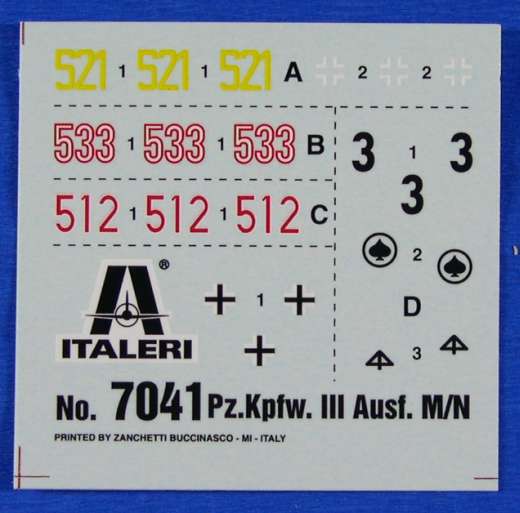 521 1 521 1 521 A 2 2
533 1 533 1 533 B
3 1 3
3
512 1 512 1 512 C
2
®
ITALERI
1
D
3
No. 7041 Pz.Kpfw. III Ausf. M/N
PRINTED BY ZANCHETTI BUCCINASCO - MI - ITALY